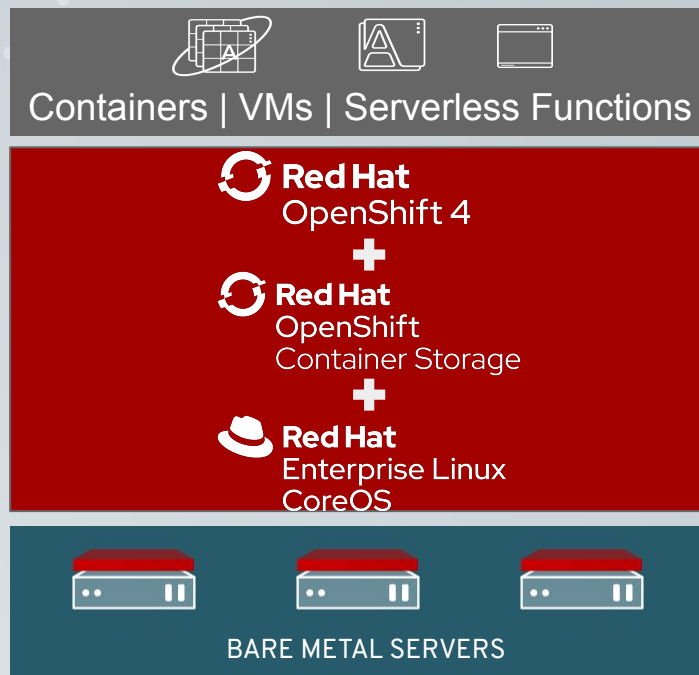 A
A
Containers | VMs | Serverless Functions
Red Hat
OpenShift 4
+
Red Hat
OpenShift
Container Storage
+
Red Hat
Enterprise Linux
CoreOS
BARE METAL SERVERS